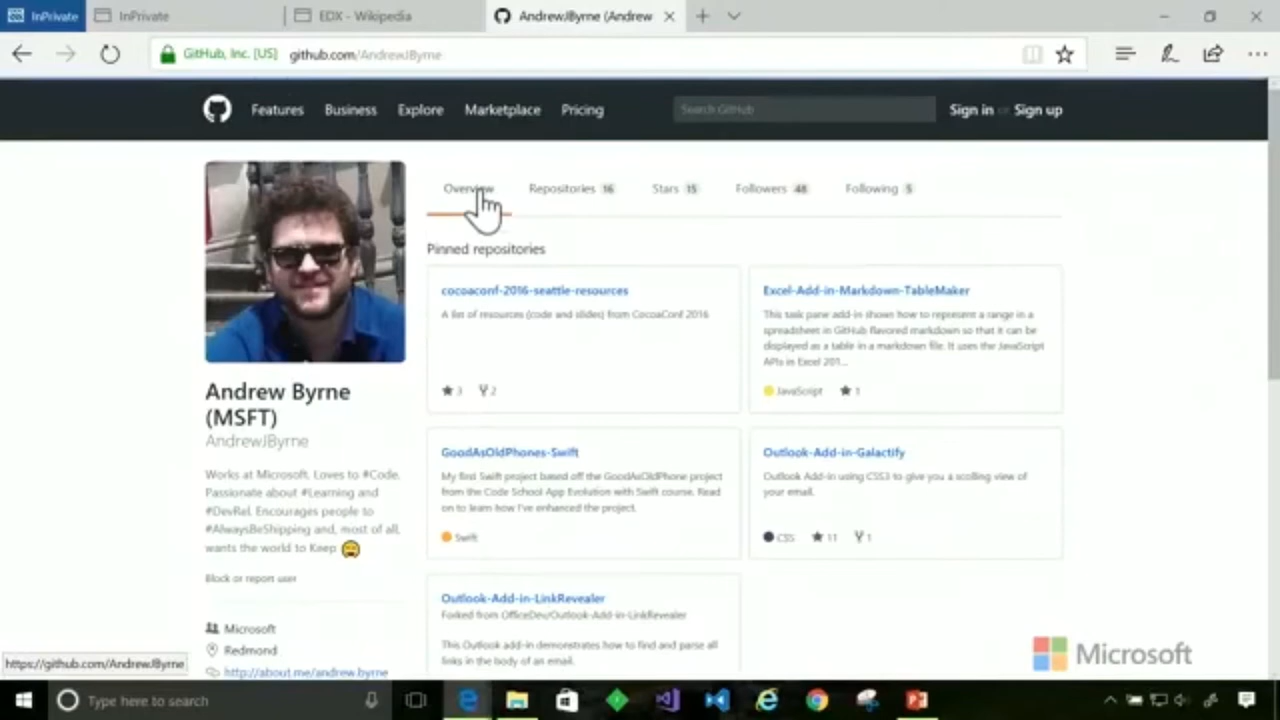 InPrivate
InPrivate
EDX - Wikipedia
AndrewJByrne (Andrew
GitHub, Inc. [US]
github.com/AndrewJByrne
Features
Business
Explore
Marketplace
Pricing
Search GitHub
Sign in or Sign up
Overview
Repositories 16
Stars 15
Followers 48
Following 5
Pinned repositories
cocoaconf-2016-seattle-resources
A list of resources (code and slides) from CocoaConf 2016
3 2
Excel-Add-in-Markdown-TableMaker
This task pane add-in shows how to represent a range in a
spreadsheet in GitHub flavored markdown so that it can be
displayed as a table in a markdown file. It uses the JavaScript
APIs in Excel 201...
JavaScript 1
Andrew Byrne
(MSFT)
AndrewJByrne
Works at Microsoft. Loves to #Code.
Passionate about #Learning and
#DevRel. Encourages people to
#AlwaysBeShipping and, most of all,
wants the world to Keep
Block or report user
Microsoft
Redmond
http://about.me/andrew.byrne
GoodAsOldPhones-Swift
My first Swift project based off the GoodAsOldPhone project
from the Code School App Evolution with Swift course. Read
on to learn how I've enhanced the project.
Swift
Outlook-Add-in-Galactify
Outlook Add-in using CSS3 to give you a scolling view of
your email.
CSS 11 1
Outlook-Add-in-LinkRevealer
Forked from OfficeDev/Outlook-Add-in-LinkRevealer
This Outlook add-in demonstrates how to find and parse all
links in the body of an email.
Microsoft
https://github.com/AndrewJByrne
Type here to search